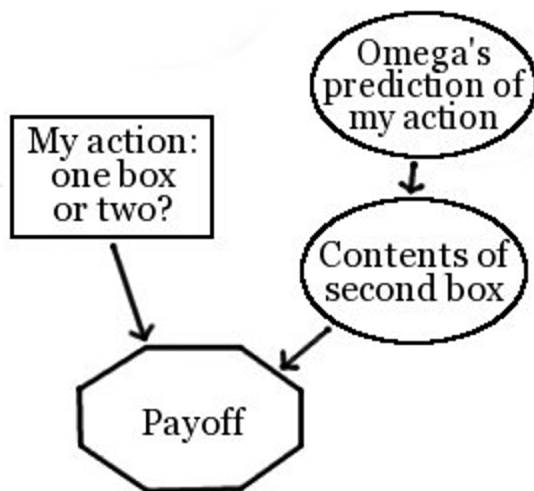 My action:
one box
or two?
Omega's
prediction of
my action
Contents of
second box
Payoff